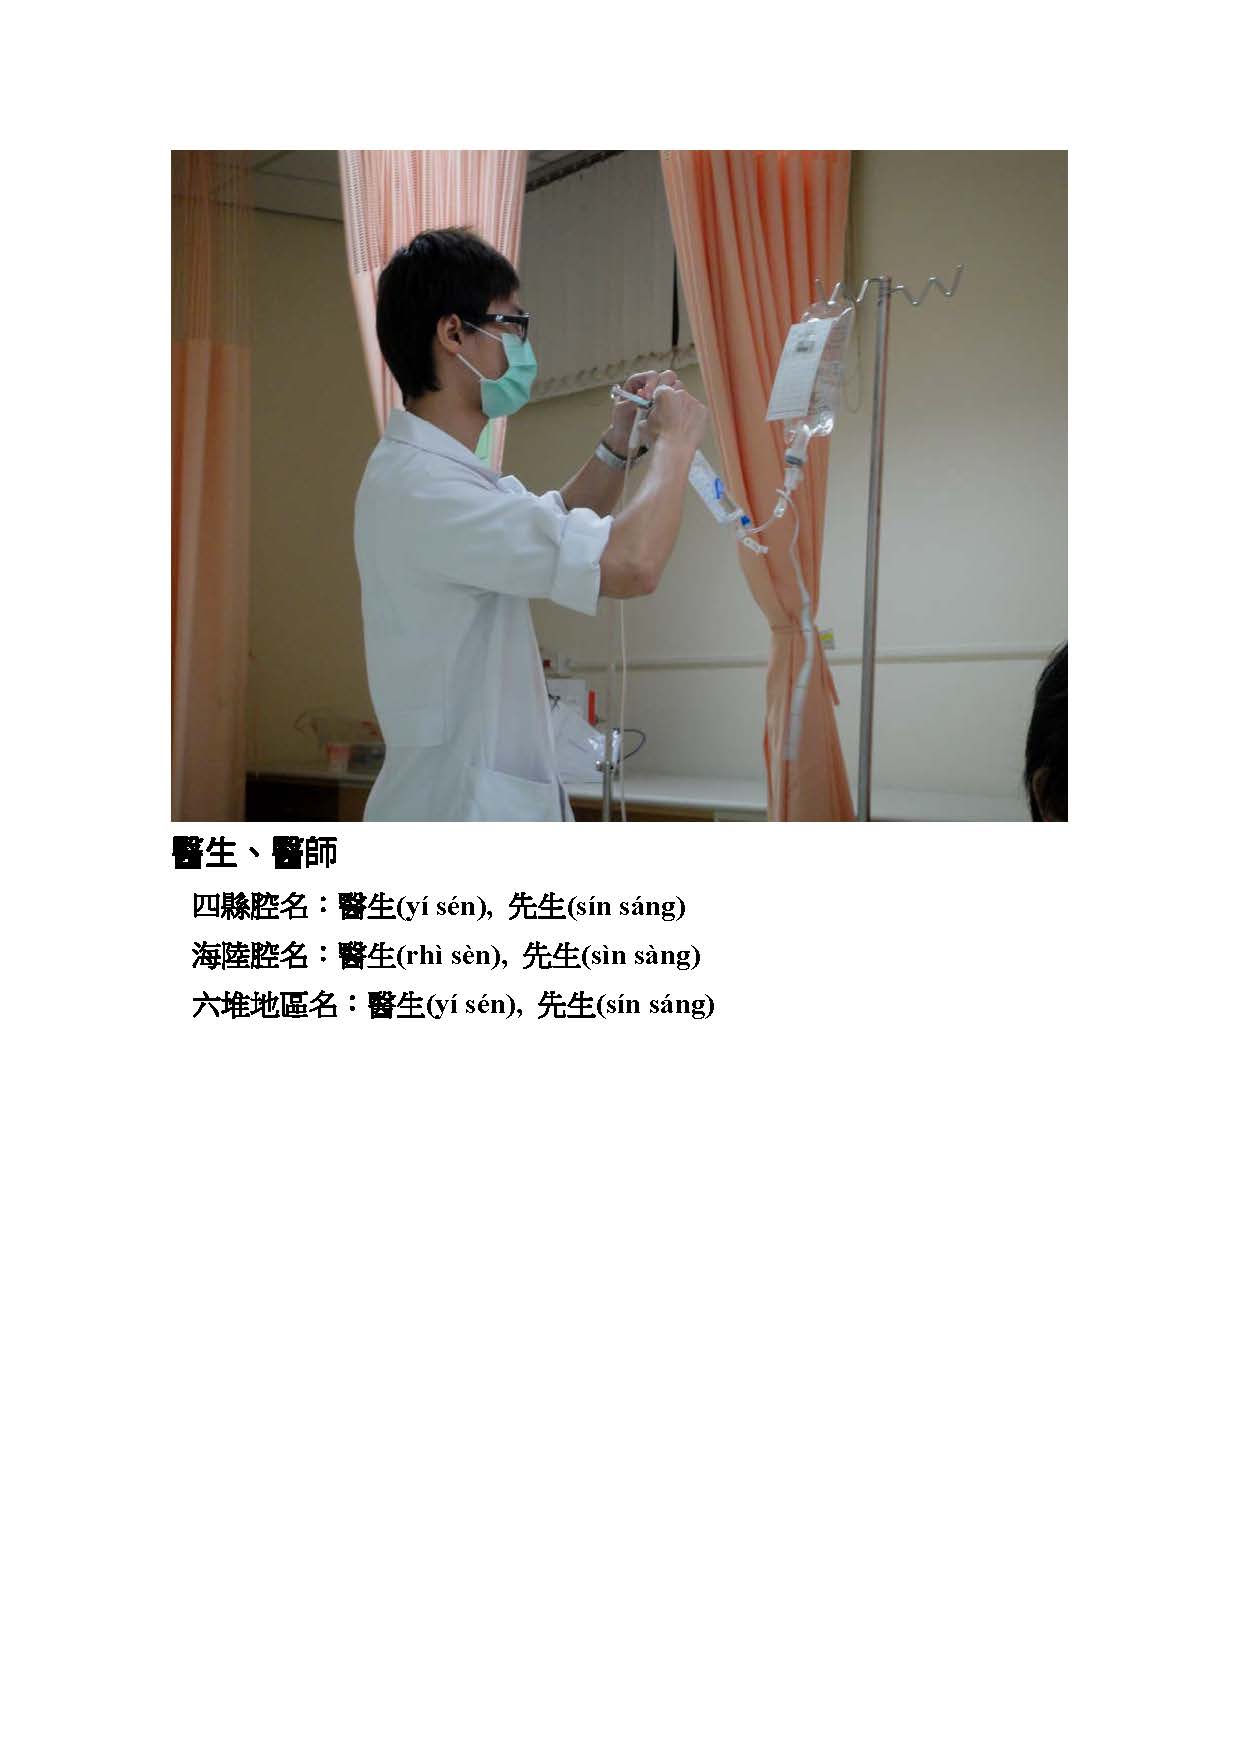 醫生、醫師
四縣腔名：醫生(yí sén), 先生(sín sáng)
海陸腔名：醫生(rhì sèn), 先生(sìn sàng)
六堆地區名：醫生(yí sén), 先生(sín sáng)